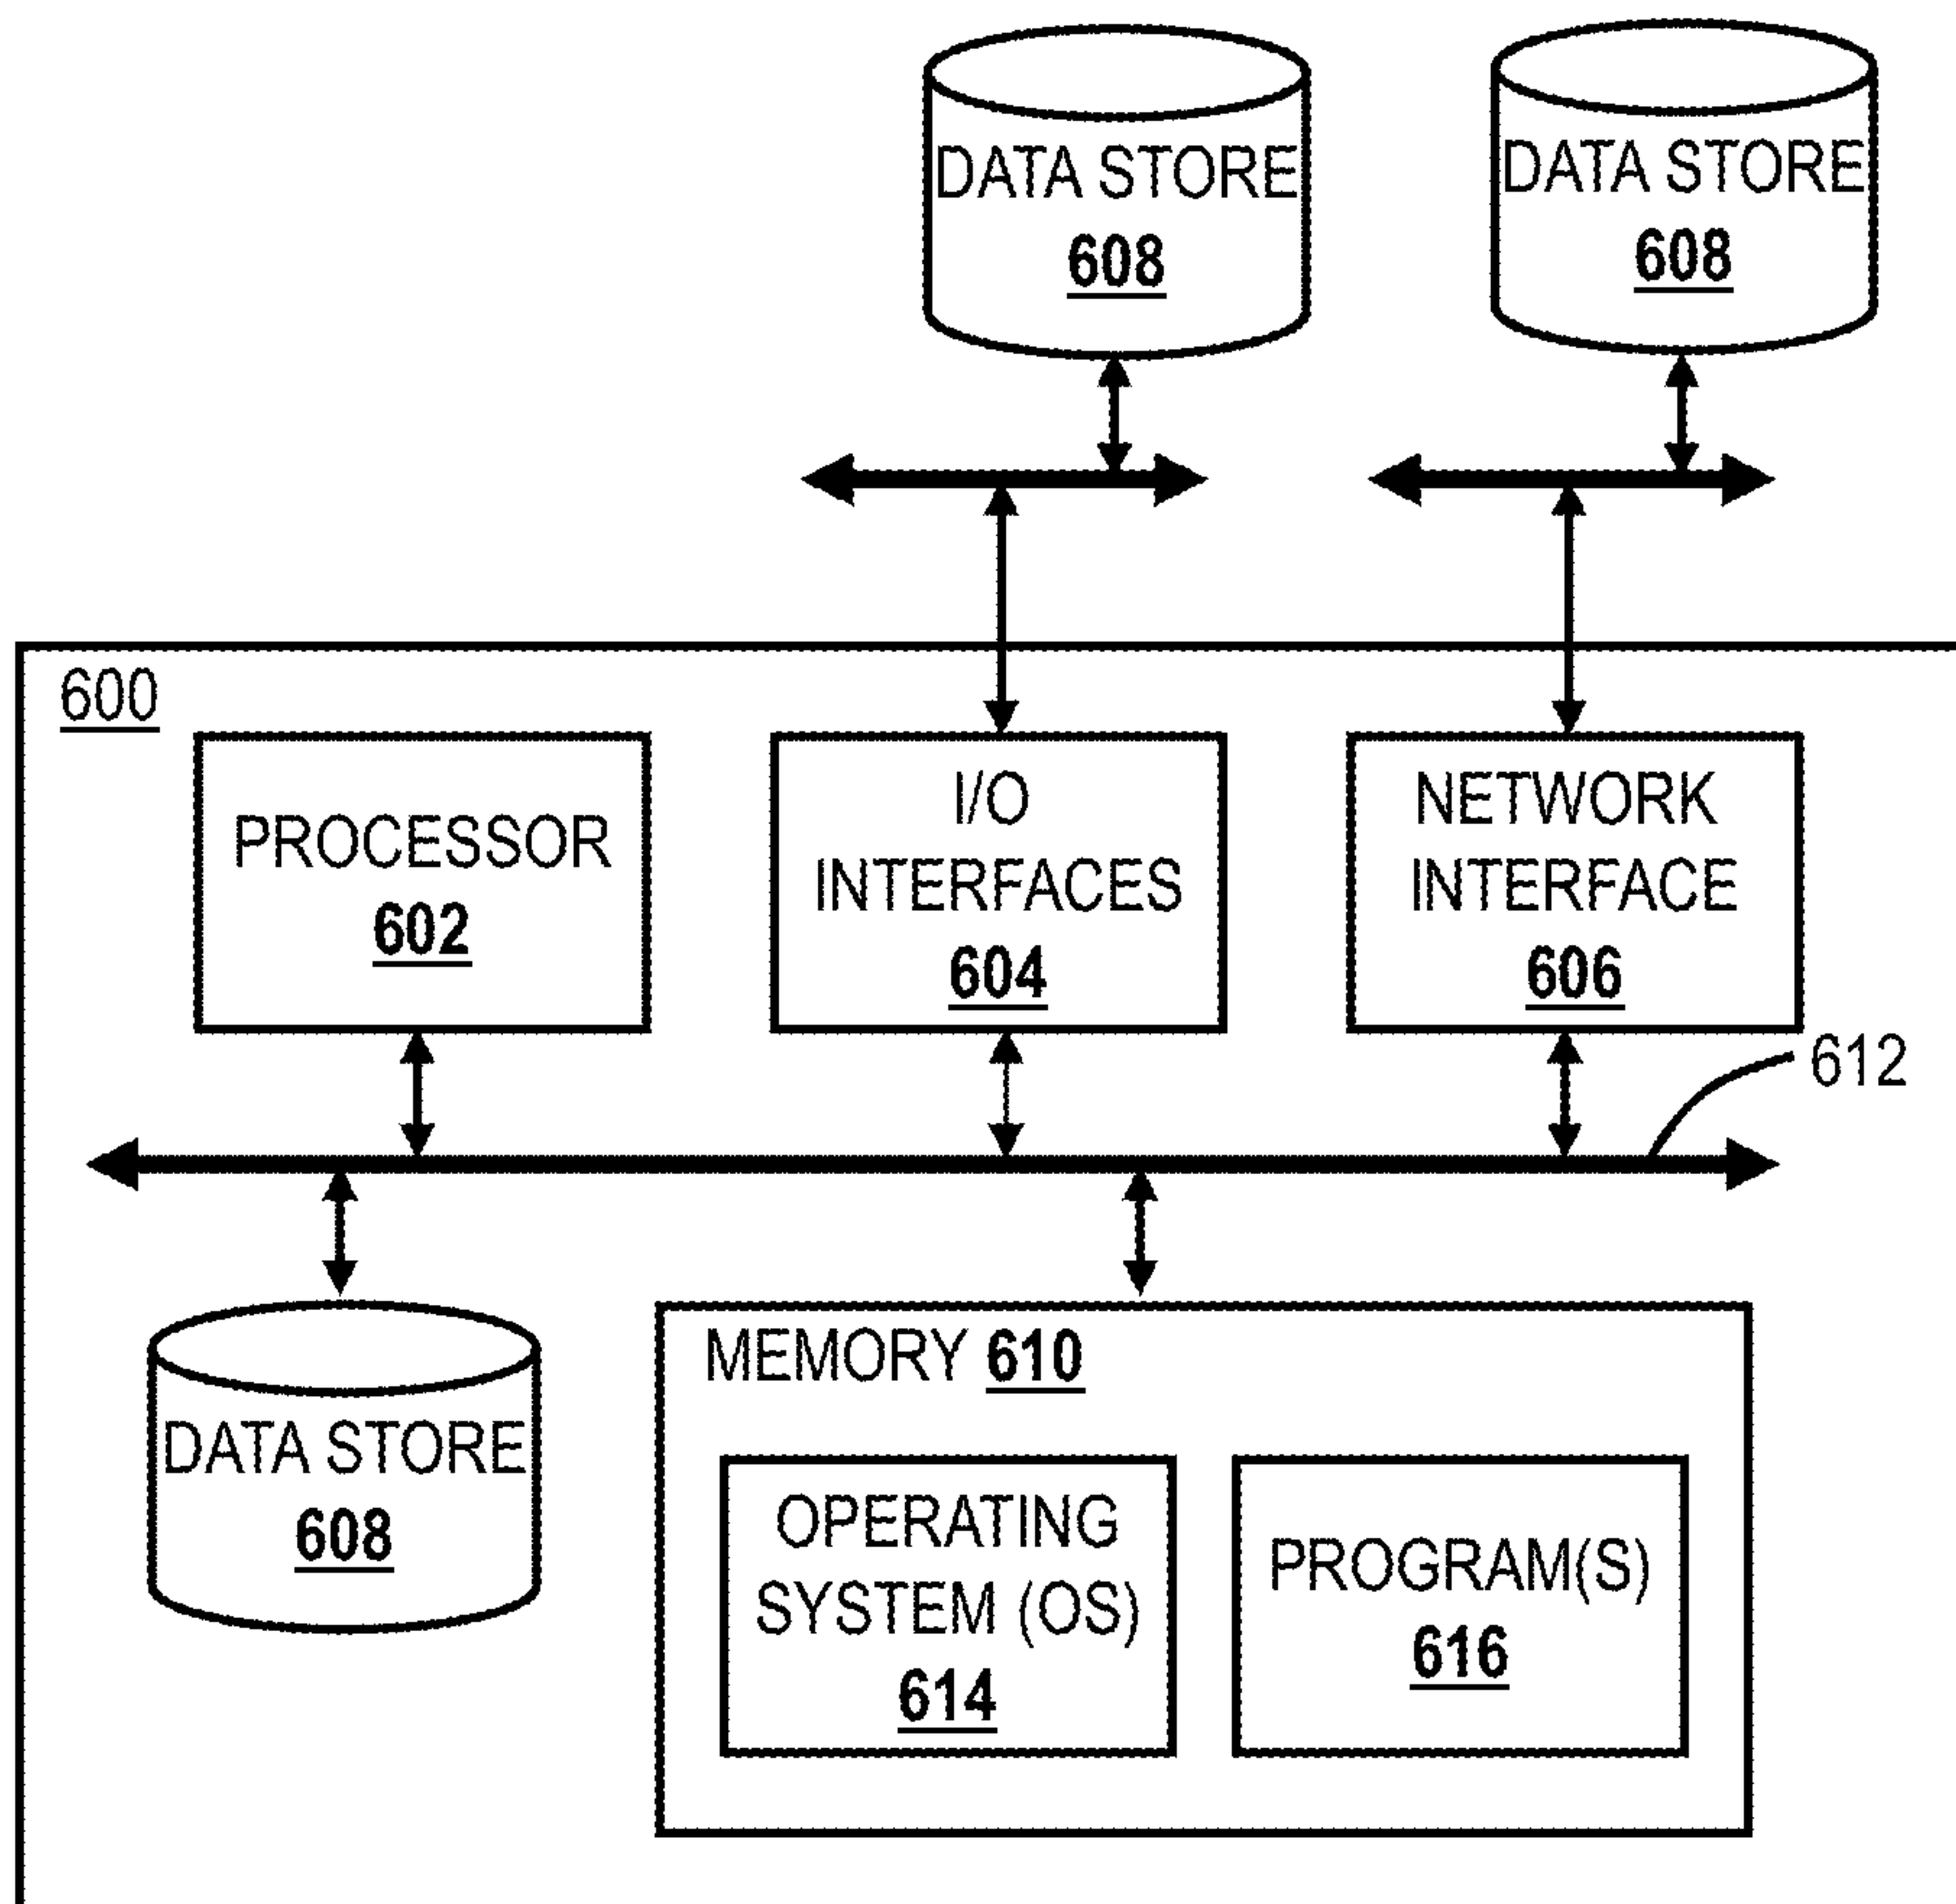 DATA STORE
608
DATA STORE
608
600
PROCESSOR
602
I/O
INTERFACES
604
NETWORK
INTERFACE
606
612
DATA STORE
608
MEMORY 610
OPERATING
SYSTEM (OS)
614
PROGRAM(S)
616